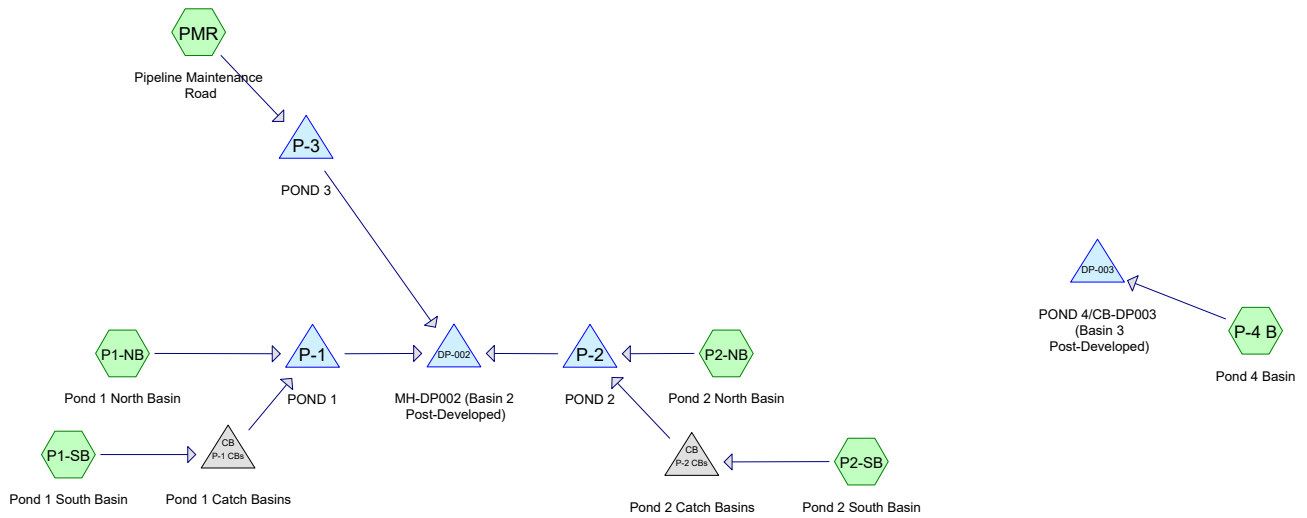 PMR
Pipeline Maintenance
Road
P-3
POND 3
DP-003
POND 4/CB-DP003
(Basin 3
Post-Developed)
P-4 B
Pond 4 Basin
P1-NB
Pond 1 North Basin
P-1
POND 1
DP-002
MH-DP002 (Basin 2
Post-Developed)
P-2
POND 2
P2-NB
Pond 2 North Basin
P1-SB
Pond 1 South Basin
CB
P-1 CBs
Pond 1 Catch Basins
CB
P-2 CBs
Pond 2 Catch Basins
P2-SB
Pond 2 South Basin